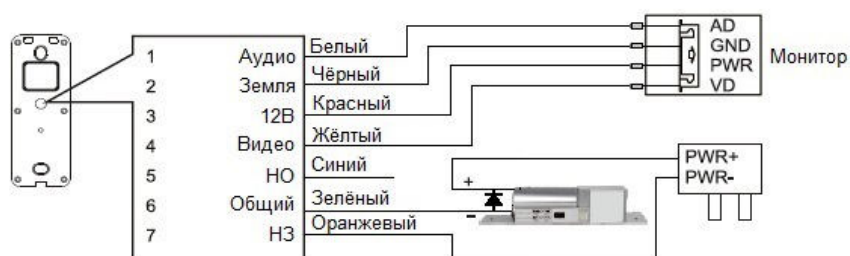 1 Аудио Белый
2 Земля Чёрный
3 12В Красный
4 Видео Жёлтый
5 НО Синий
6 Общий Зелёный
7 НЗ Оранжевый
AD
GND
PWR
VD
Монитор
+
–
PWR+
PWR-